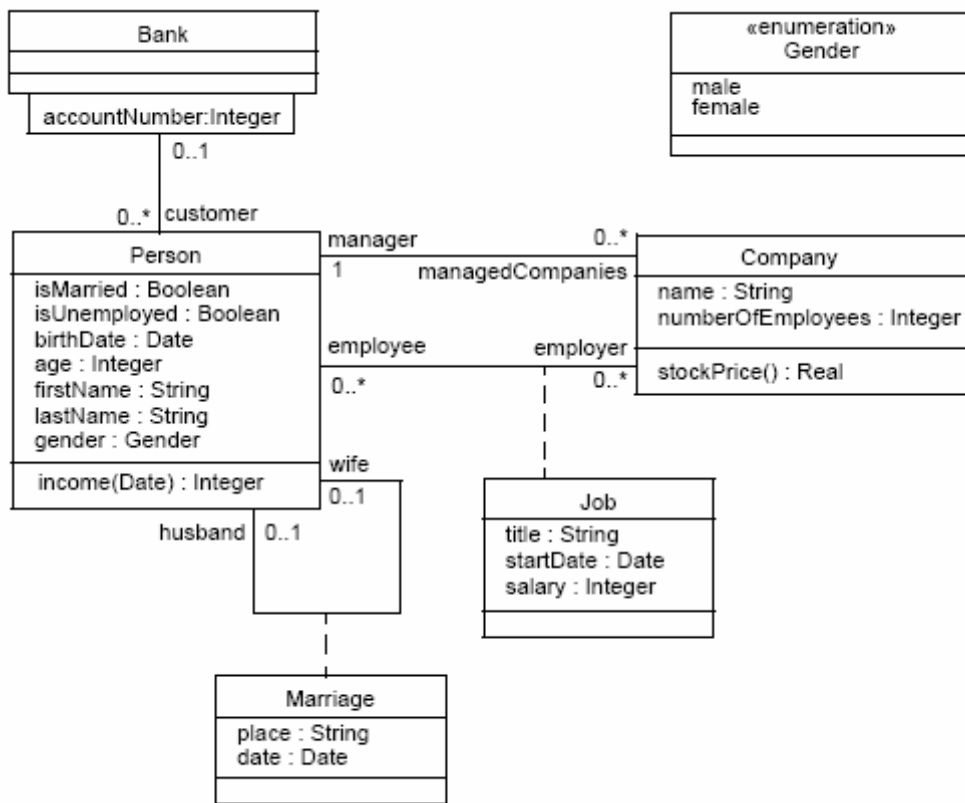 Bank
accountNumber:Integer
0..1
0..* customer
«enumeration»
Gender
male
female
Person
isMarried : Boolean
isUnemployed : Boolean
birthDate : Date
age : Integer
firstName : String
lastName : String
gender : Gender
income(Date) : Integer
manager
0..*
1
managedCompanies
employee
employer
0..*
0..*
Company
name : String
numberOfEmployees : Integer
stockPrice() : Real
wife
0..1
husband
0..1
Job
title : String
startDate : Date
salary : Integer
Marriage
place : String
date : Date